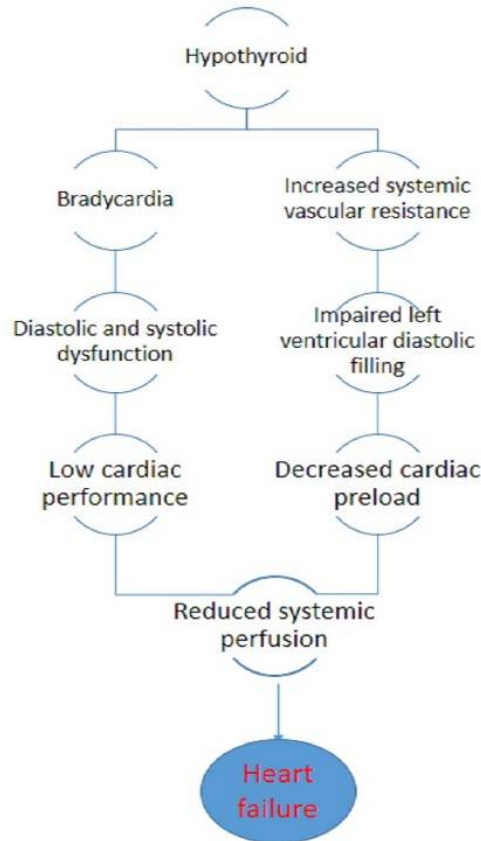 Hypothyroid
Bradycardia
Increased systemic
vascular resistance
Diastolic and systolic
dysfunction
Impaired left
ventricular diastolic
filling
Low cardiac
performance
Decreased cardiac
preload
Reduced systemic
perfusion
Heart
failure